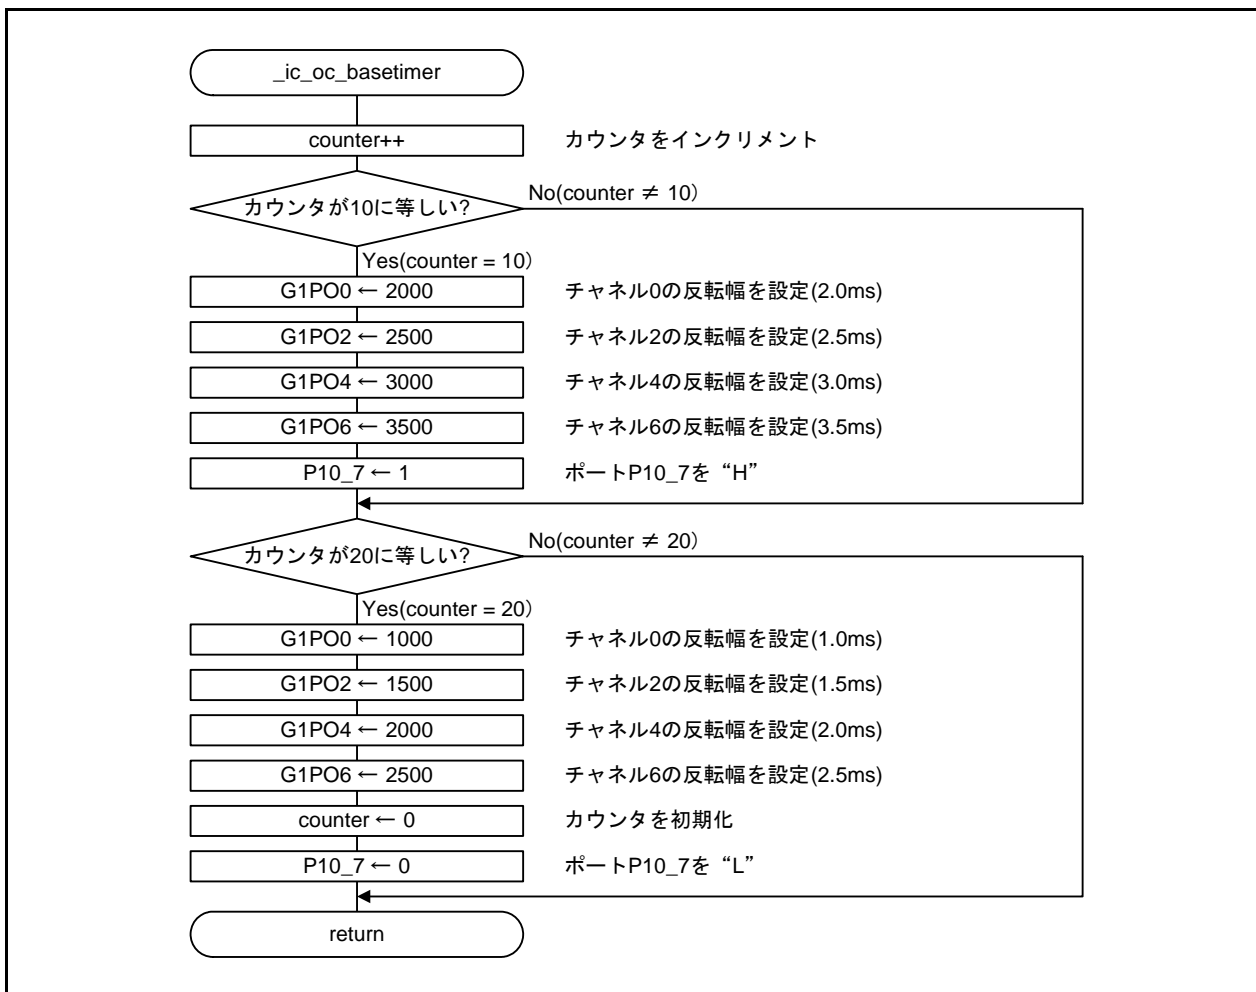 _ic_oc_basetimer
counter++ カウンタをインクリメント
カウンタが10に等しい? No(counter ≠ 10)
Yes(counter = 10)
G1PO0 ← 2000 チャネル0の反転幅を設定(2.0ms)
G1PO2 ← 2500 チャネル2の反転幅を設定(2.5ms)
G1PO4 ← 3000 チャネル4の反転幅を設定(3.0ms)
G1PO6 ← 3500 チャネル6の反転幅を設定(3.5ms)
P10_7 ← 1 ポートP10_7を“H”
カウンタが20に等しい? No(counter ≠ 20)
Yes(counter = 20)
G1PO0 ← 1000 チャネル0の反転幅を設定(1.0ms)
G1PO2 ← 1500 チャネル2の反転幅を設定(1.5ms)
G1PO4 ← 2000 チャネル4の反転幅を設定(2.0ms)
G1PO6 ← 2500 チャネル6の反転幅を設定(2.5ms)
counter ← 0 カウンタを初期化
P10_7 ← 0 ポートP10_7を“L”
return